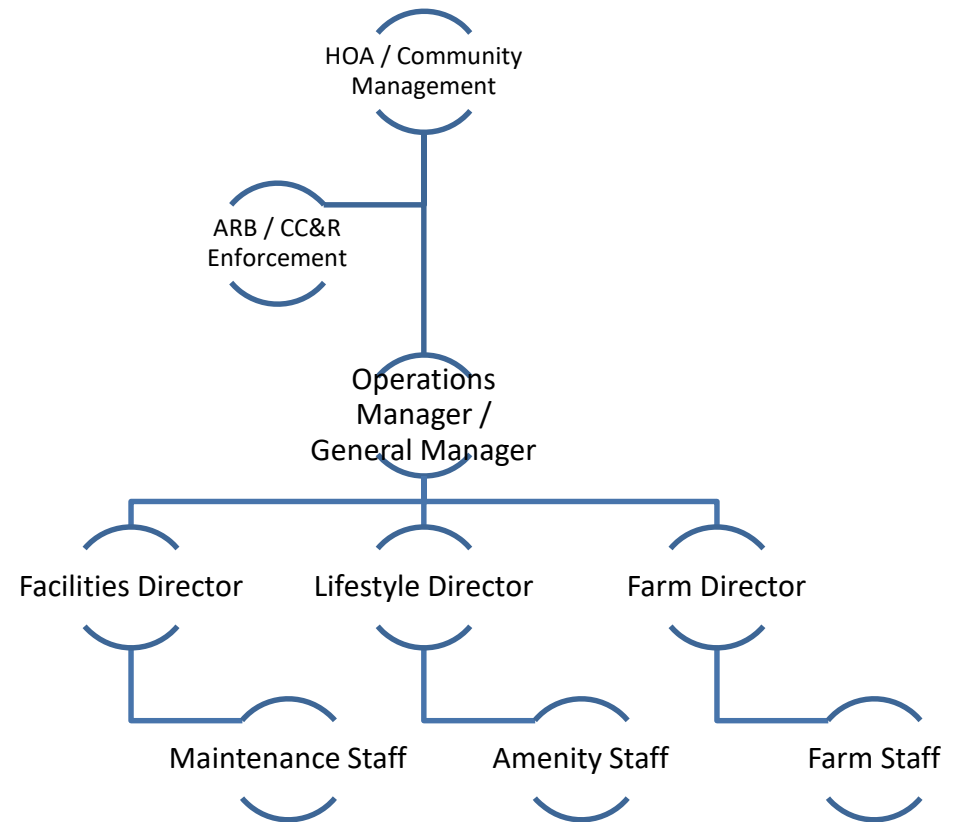 HOA / Community
Management
ARB / CC&R
Enforcement
Operations
Manager /
General Manager
Facilities Director
Lifestyle Director
Farm Director
Maintenance Staff
Amenity Staff
Farm Staff